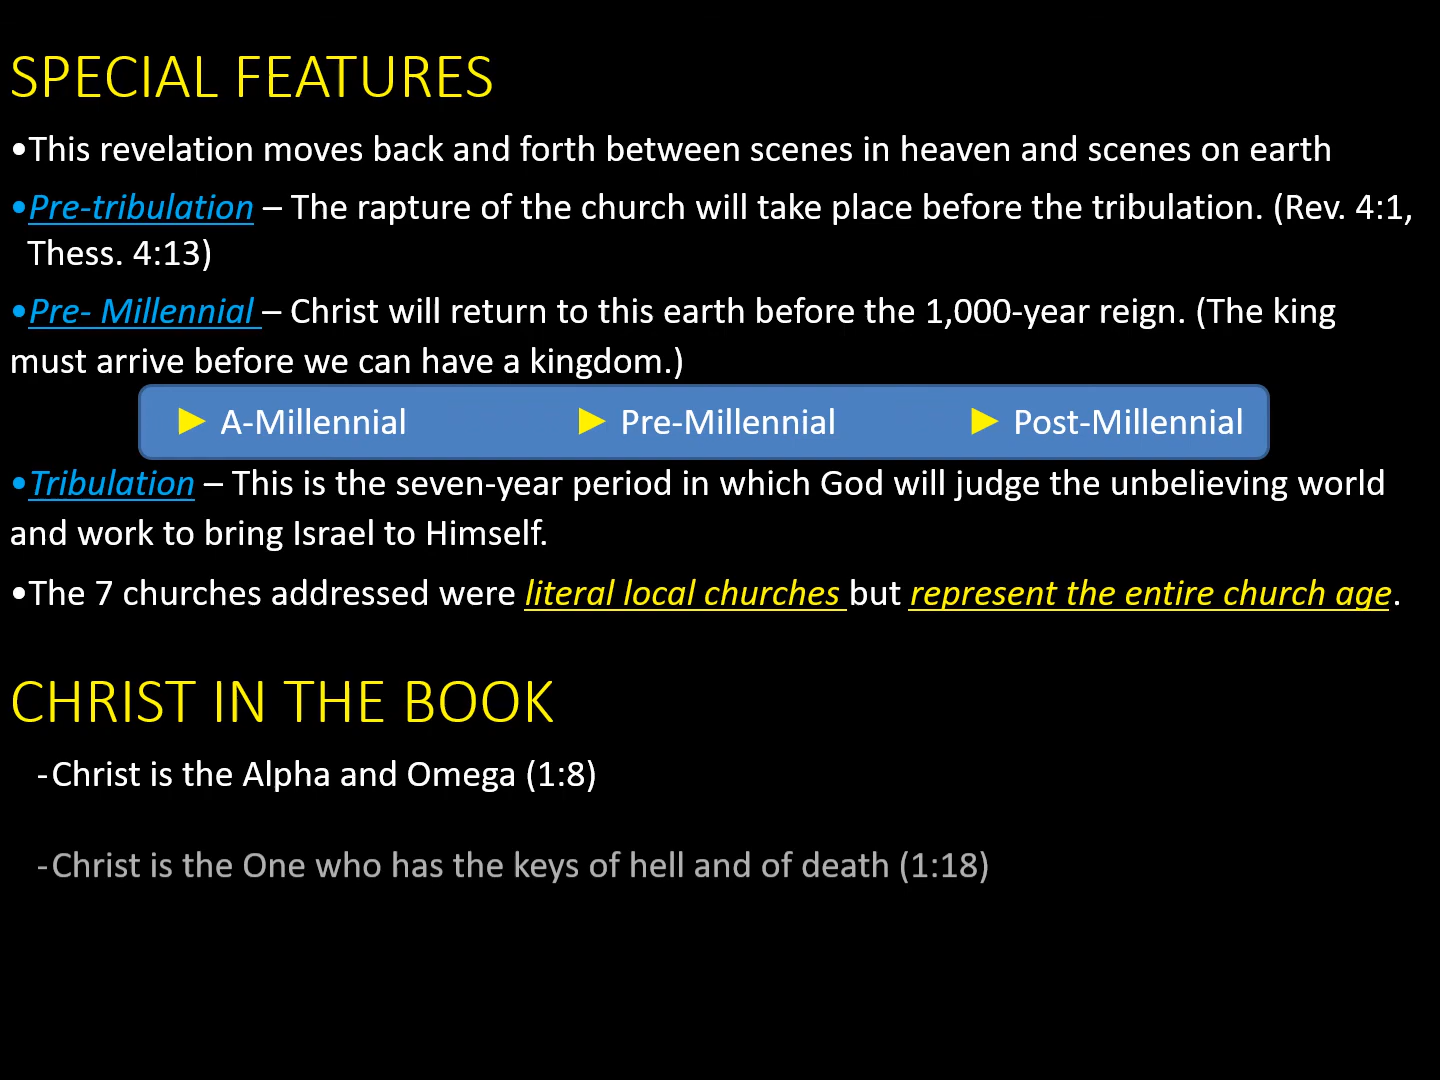 SPECIAL FEATURES
•This revelation moves back and forth between scenes in heaven and scenes on earth
•Pre-tribulation – The rapture of the church will take place before the tribulation. (Rev. 4:1,
Thess. 4:13)
•Pre- Millennial – Christ will return to this earth before the 1,000-year reign. (The king
must arrive before we can have a kingdom.)
► A-Millennial ► Pre-Millennial ► Post-Millennial
•Tribulation – This is the seven-year period in which God will judge the unbelieving world
and work to bring Israel to Himself.
•The 7 churches addressed were literal local churches but represent the entire church age.
CHRIST IN THE BOOK
-Christ is the Alpha and Omega (1:8)
-Christ is the One who has the keys of hell and of death (1:18)